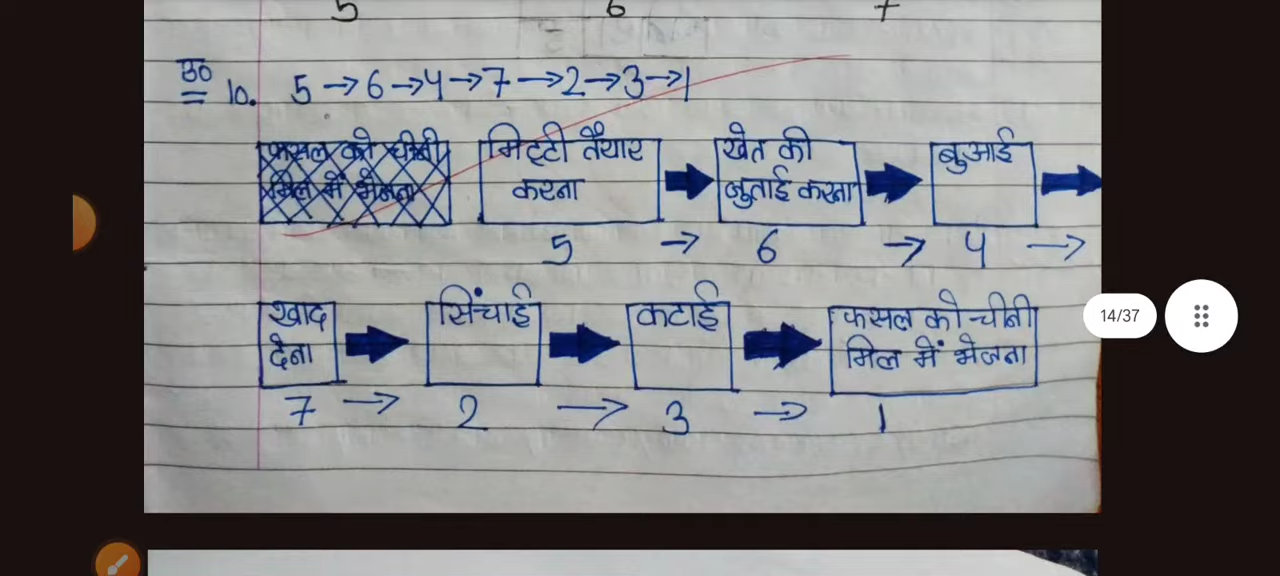 5 6 7
उ0 10. 5 → 6 → 4 → 7 → 2 → 3 → 1
फसल को चीनी
मिल में भेजना
मिट्टी तैयार
करना
खेत की
जुताई करना
बुआई
5 → 6 → 4 →
खाद
देना
सिंचाई
कटाई
फसल को चीनी
मिल में भेजना
7 → 2 → 3 → 1
14/37